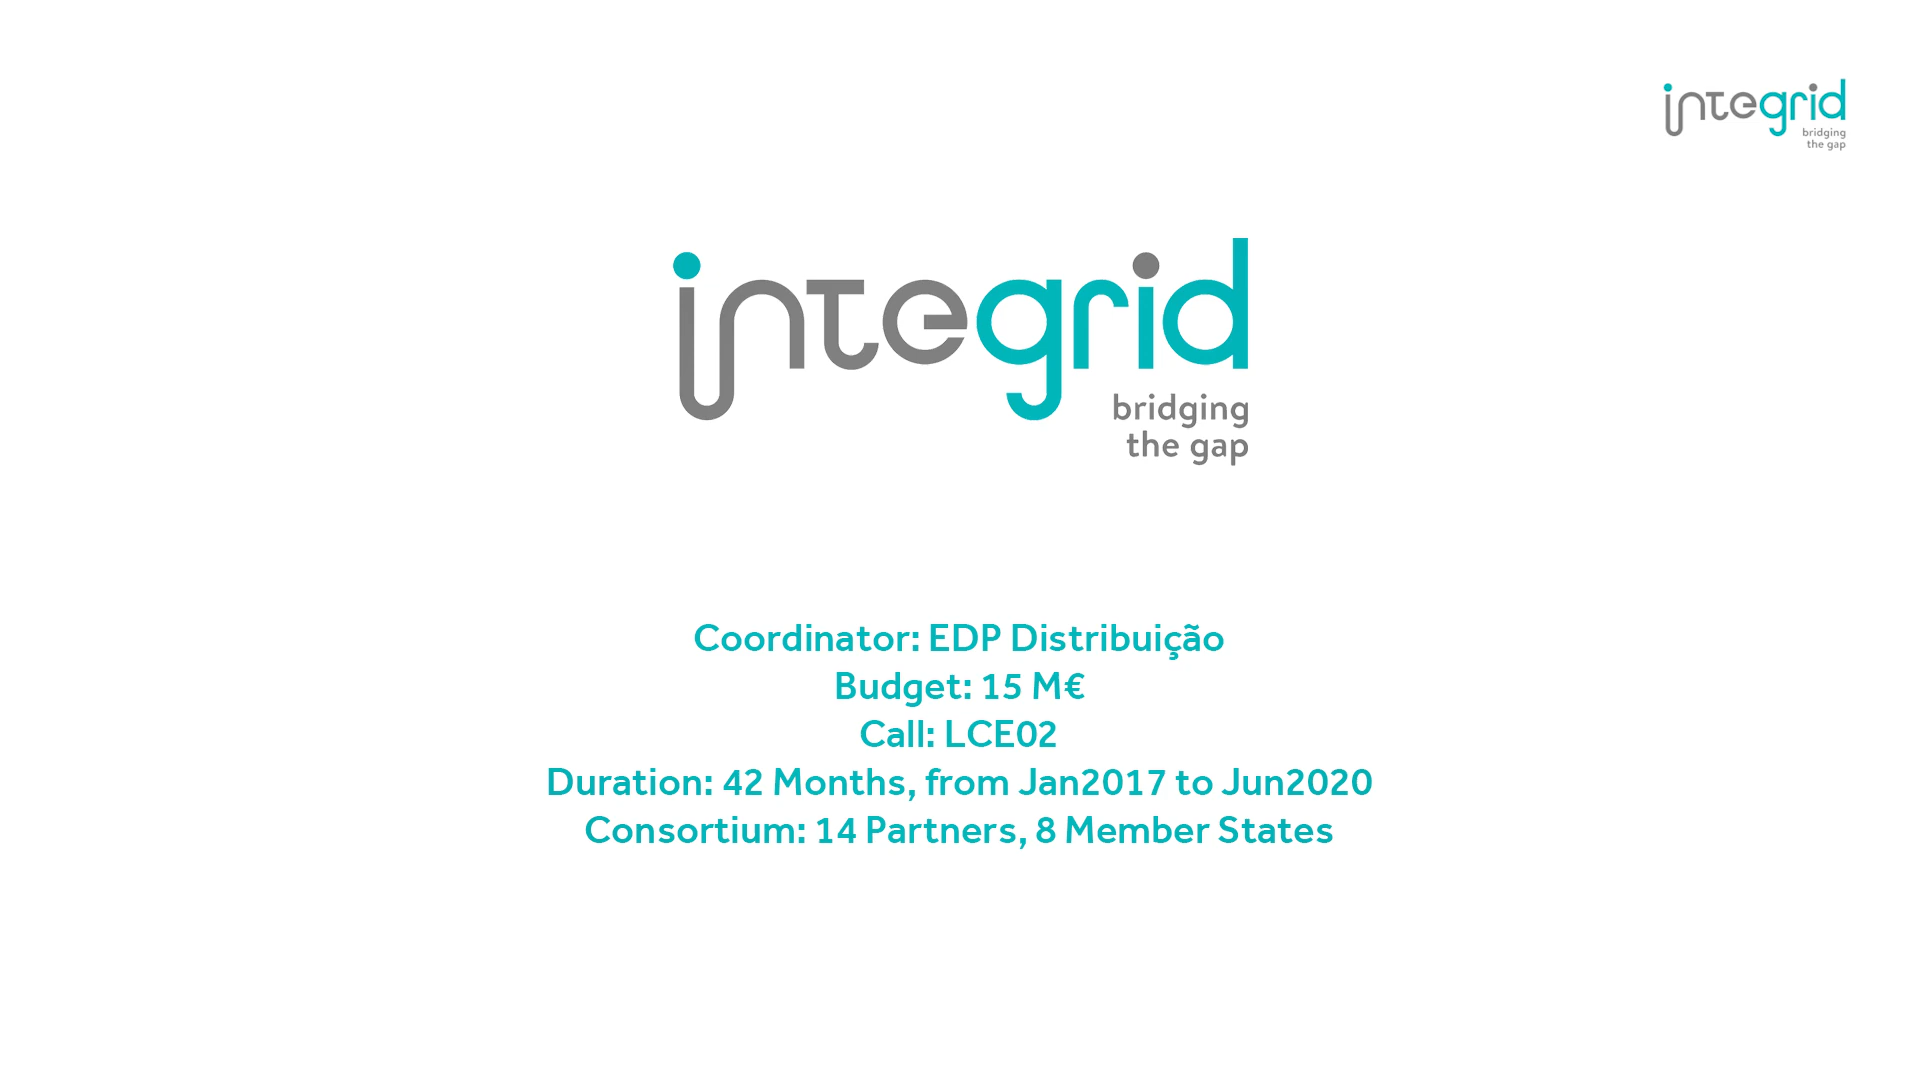 integrid
bridging
the gap
integrid
bridging
the gap
Coordinator: EDP Distribuição
Budget: 15 M€
Call: LCE02
Duration: 42 Months, from Jan2017 to Jun2020
Consortium: 14 Partners, 8 Member States